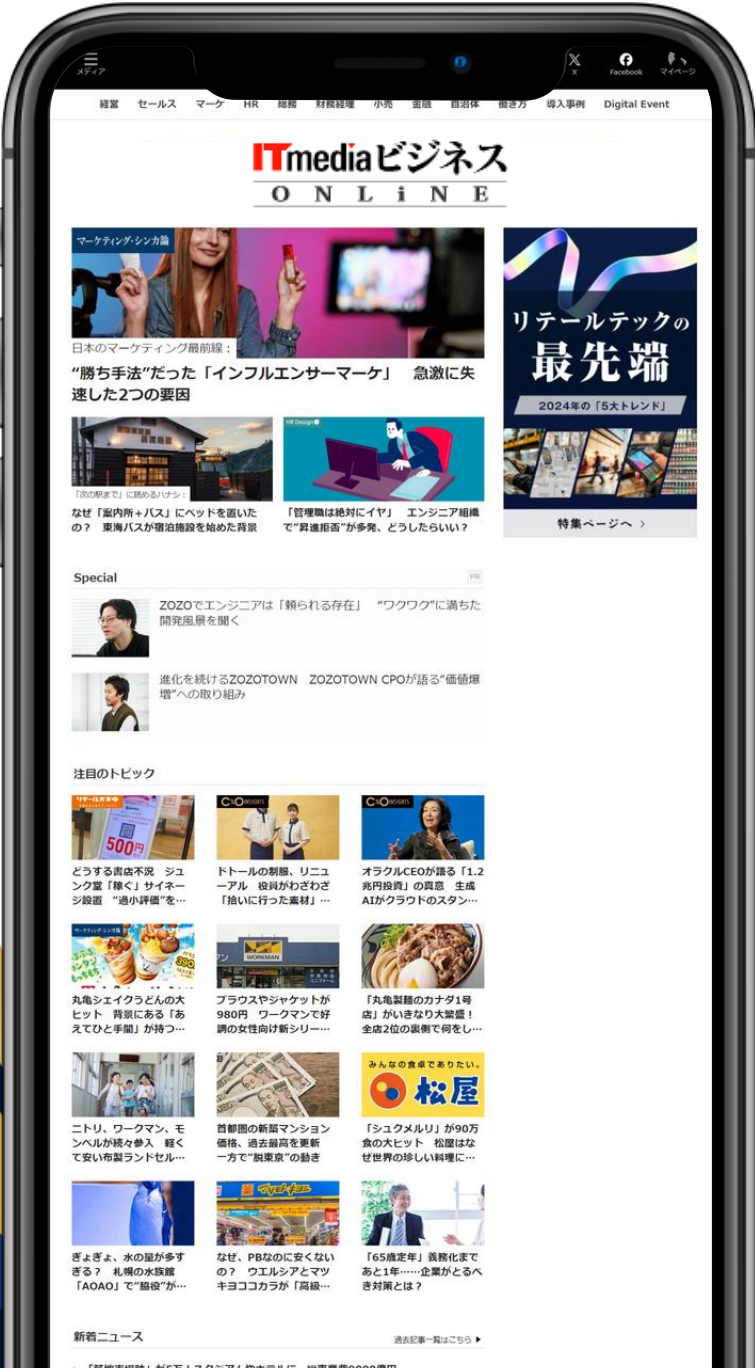 メディア
X
Facebook
マイページ
経営 セールス マーケ HR 総務 財務経理 小売 金融 自治体 働き方 導入事例 Digital Event
ITmediaビジネス
ONLiNE
マーケティング・シンカ論
日本のマーケティング最前線:
“勝ち手法”だった「インフルエンサーマーケ」 急激に失
速した2つの要因
「次の駅まで」に読めるハナシ:
なぜ「案内所+バス」にベッドを置いた
の? 東海バスが宿泊施設を始めた背景
HR Design
「管理職は絶対にイヤ」 エンジニア組織
で“昇進拒否”が多発、どうしたらいい?
リテールテックの
最先端
2024年の「5大トレンド」
特集ページへ >
Special
PR
ZOZOでエンジニアは「頼られる存在」 “ワクワク”に満ちた
開発風景を聞く
進化を続けるZOZOTOWN ZOZOTOWN CPOが語る“価値爆
増”への取り組み
注目のトピック
リテール大革命
500円
どうする書店不況 ジュ
ンク堂「稼ぐ」サイネー
ジ設置 “過小評価”を…
CXO INSIGHTS
ドトールの制服、リニュ
ーアル 役員がわざわざ
「拾いに行った素材」…
CXO INSIGHTS
オラクルCEOが語る「1.2
兆円投資」の真意 生成
AIがクラウドのスタン…
マーケティング・シンカ論
390
丸亀シェイクうどんの大
ヒット 背景にある「あ
えてひと手間」が持つ…
WORKMAN
ブラウスやジャケットが
980円 ワークマンで好
調の女性向け新シリー…
「丸亀製麺のカナダ1号
店」がいきなり大繁盛!
全店2位の裏側で何をし…
ニトリ、ワークマン、モ
ンベルが続々参入 軽く
て安い布製ランドセル…
首都圏の新築マンション
価格、過去最高を更新
一方で“脱東京”の動き
みんなの食卓でありたい。
松屋
「シュクメルリ」が90万
食の大ヒット 松屋はな
ぜ世界の珍しい料理に…
ぎょぎょ、水の量が多す
ぎる? 札幌の水族館
「AOAO」で“脇役”が…
薬 マツモトキヨシ
なぜ、PBなのに安くない
の? ウエルシアとマツ
キヨココカラが「高級…
「65歳定年」義務化まで
あと1年……企業がとるべ
き対策とは?
新着ニュース
過去記事一覧はこちら